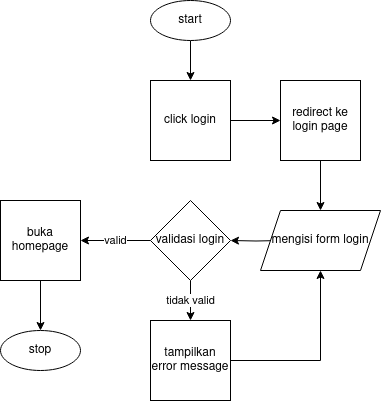 start
click login
redirect ke
login page
mengisi form login
validasi login
valid
buka
homepage
stop
tidak valid
tampilkan
error message